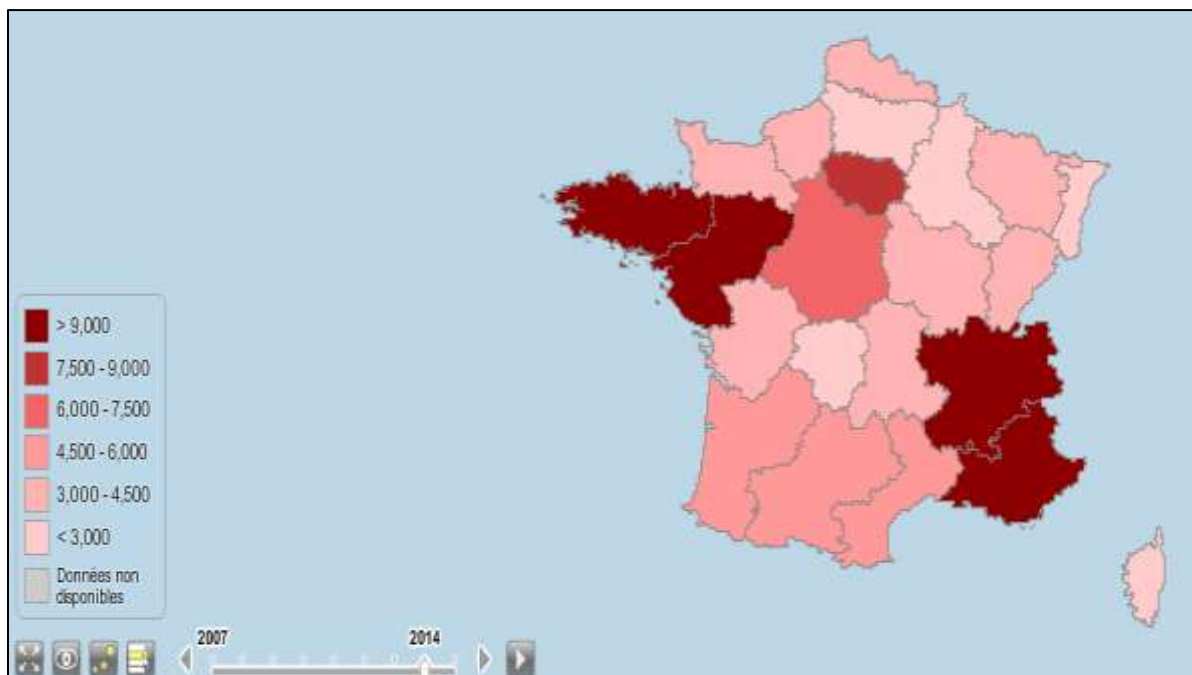 > 9,000
7,500 - 9,000
6,000 - 7,500
4,500 - 6,000
3,000 - 4,500
< 3,000
Données non
disponibles
2007
2014